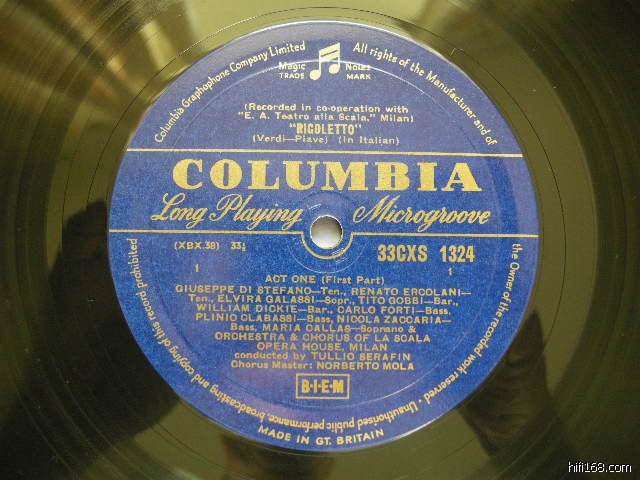 Columbia Graphophone Company Limited
All rights of the Manufacturer and of
the Owner of the recorded work reserved · Unauthorised public performance, broadcasting and copying of this record prohibited
Magic Notes
TRADE MARK
(Recorded in co-operation with
"E. A. Teatro alla Scala," Milan)
"RIGOLETTO"
(Verdi—Piave) (In Italian)
COLUMBIA
Long Playing Microgroove
(XBX.38) 33⅓
33CXS 1324
1
1
ACT ONE (First Part)
GIUSEPPE DI STEFANO—Ten., RENATO ERCOLANI—
Ten., ELVIRA GALASSI—Sopr., TITO GOBBI—Bar.,
WILLIAM DICKIE—Bar., CARLO FORTI—Bass,
PLINIO CLABASSI—Bass, NICOLA ZACCARIA—
Bass, MARIA CALLAS—Soprano &
ORCHESTRA & CHORUS OF LA SCALA
OPERA HOUSE, MILAN
conducted by TULLIO SERAFIN
Chorus Master: NORBERTO MOLA
B·I·E·M
MADE IN GT. BRITAIN
hifi168.com